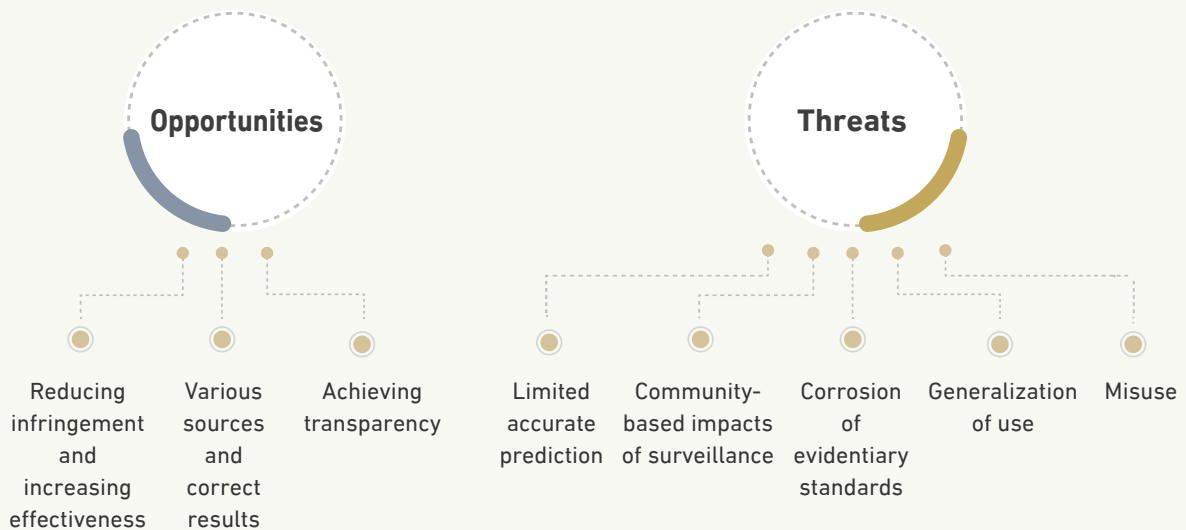 Opportunities
Reducing
infringement
and
increasing
effectiveness
Various
sources
and
correct
results
Achieving
transparency
Threats
Limited
accurate
prediction
Community-
based impacts
of surveillance
Corrosion
of
evidentiary
standards
Generalization
of use
Misuse